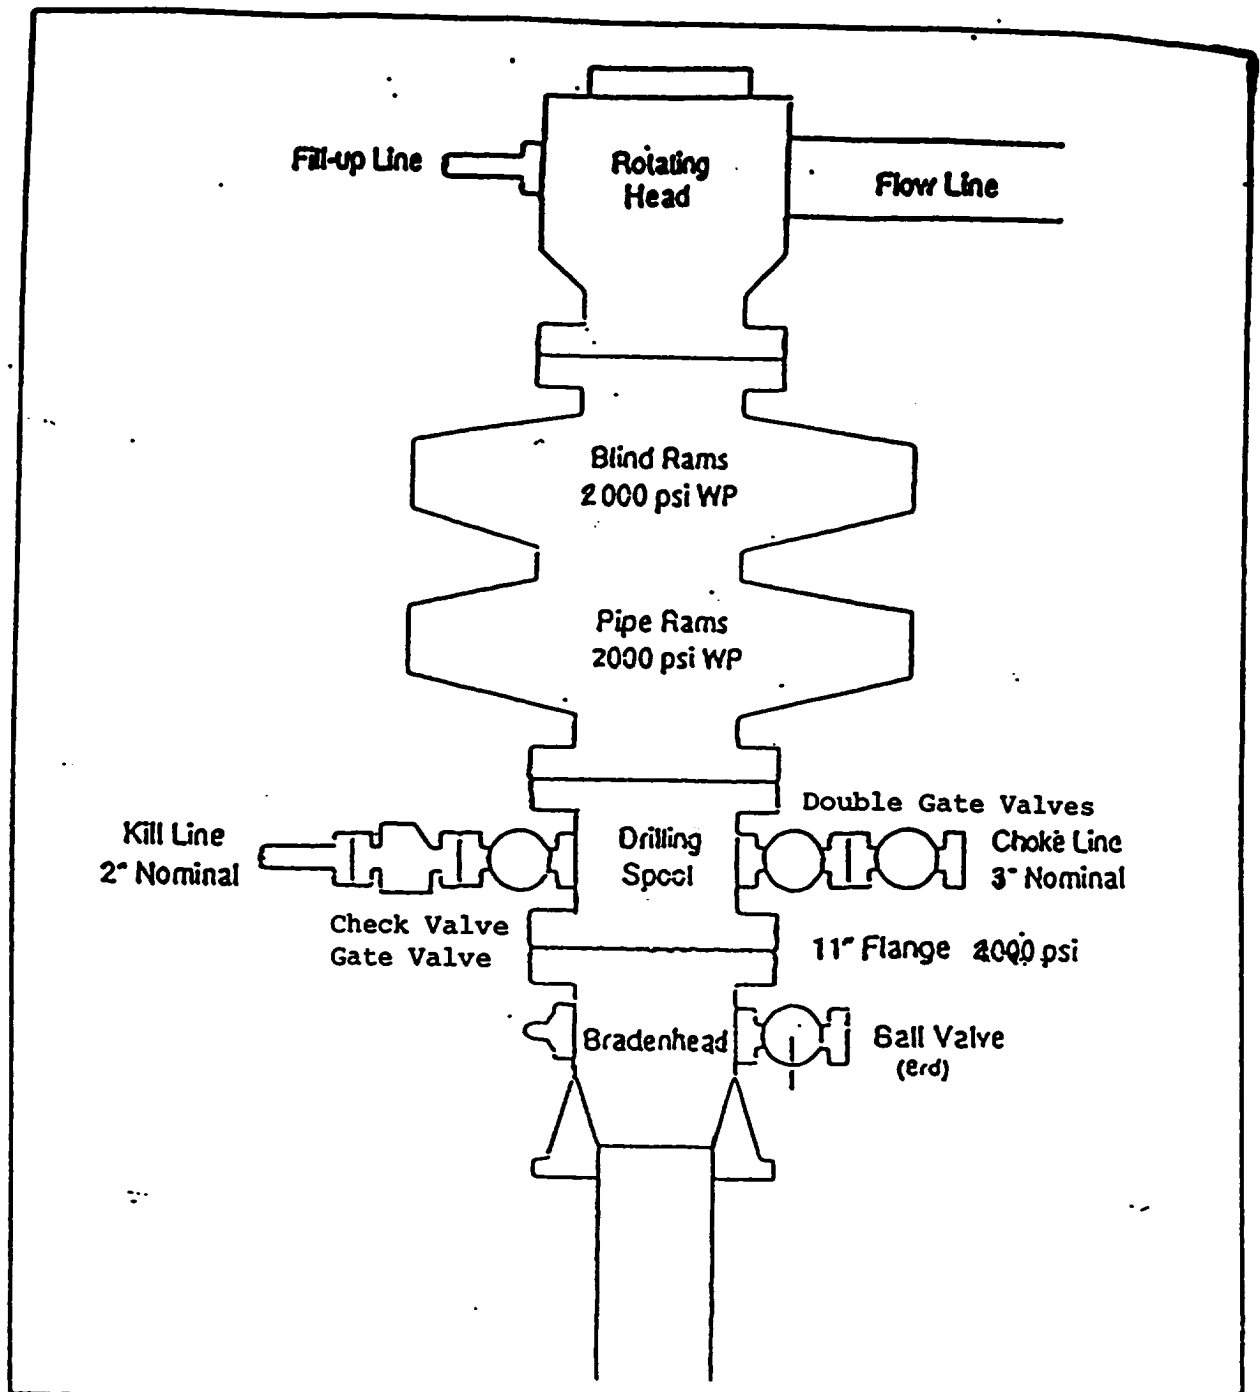 Fill-up Line
Rotating
Head
Flow Line
Blind Rams
2000 psi WP
Pipe Rams
2000 psi WP
Double Gate Valves
Kill Line
2" Nominal
Drilling
Spool
Choke Line
3" Nominal
Check Valve
Gate Valve
11" Flange psi
Bradenhead
Ball Valve